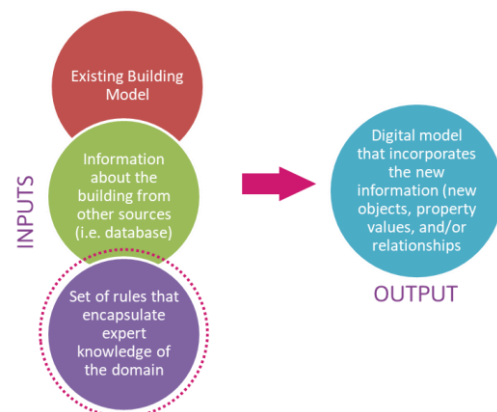 Existing Building
Model
Information
about the
building from
other sources
(i.e. database)
Set of rules that
encapsulate
expert
knowledge of
the domain
INPUTS
Digital model
that incorporates
the new
information (new
objects, property
values, and/or
relationships
OUTPUT